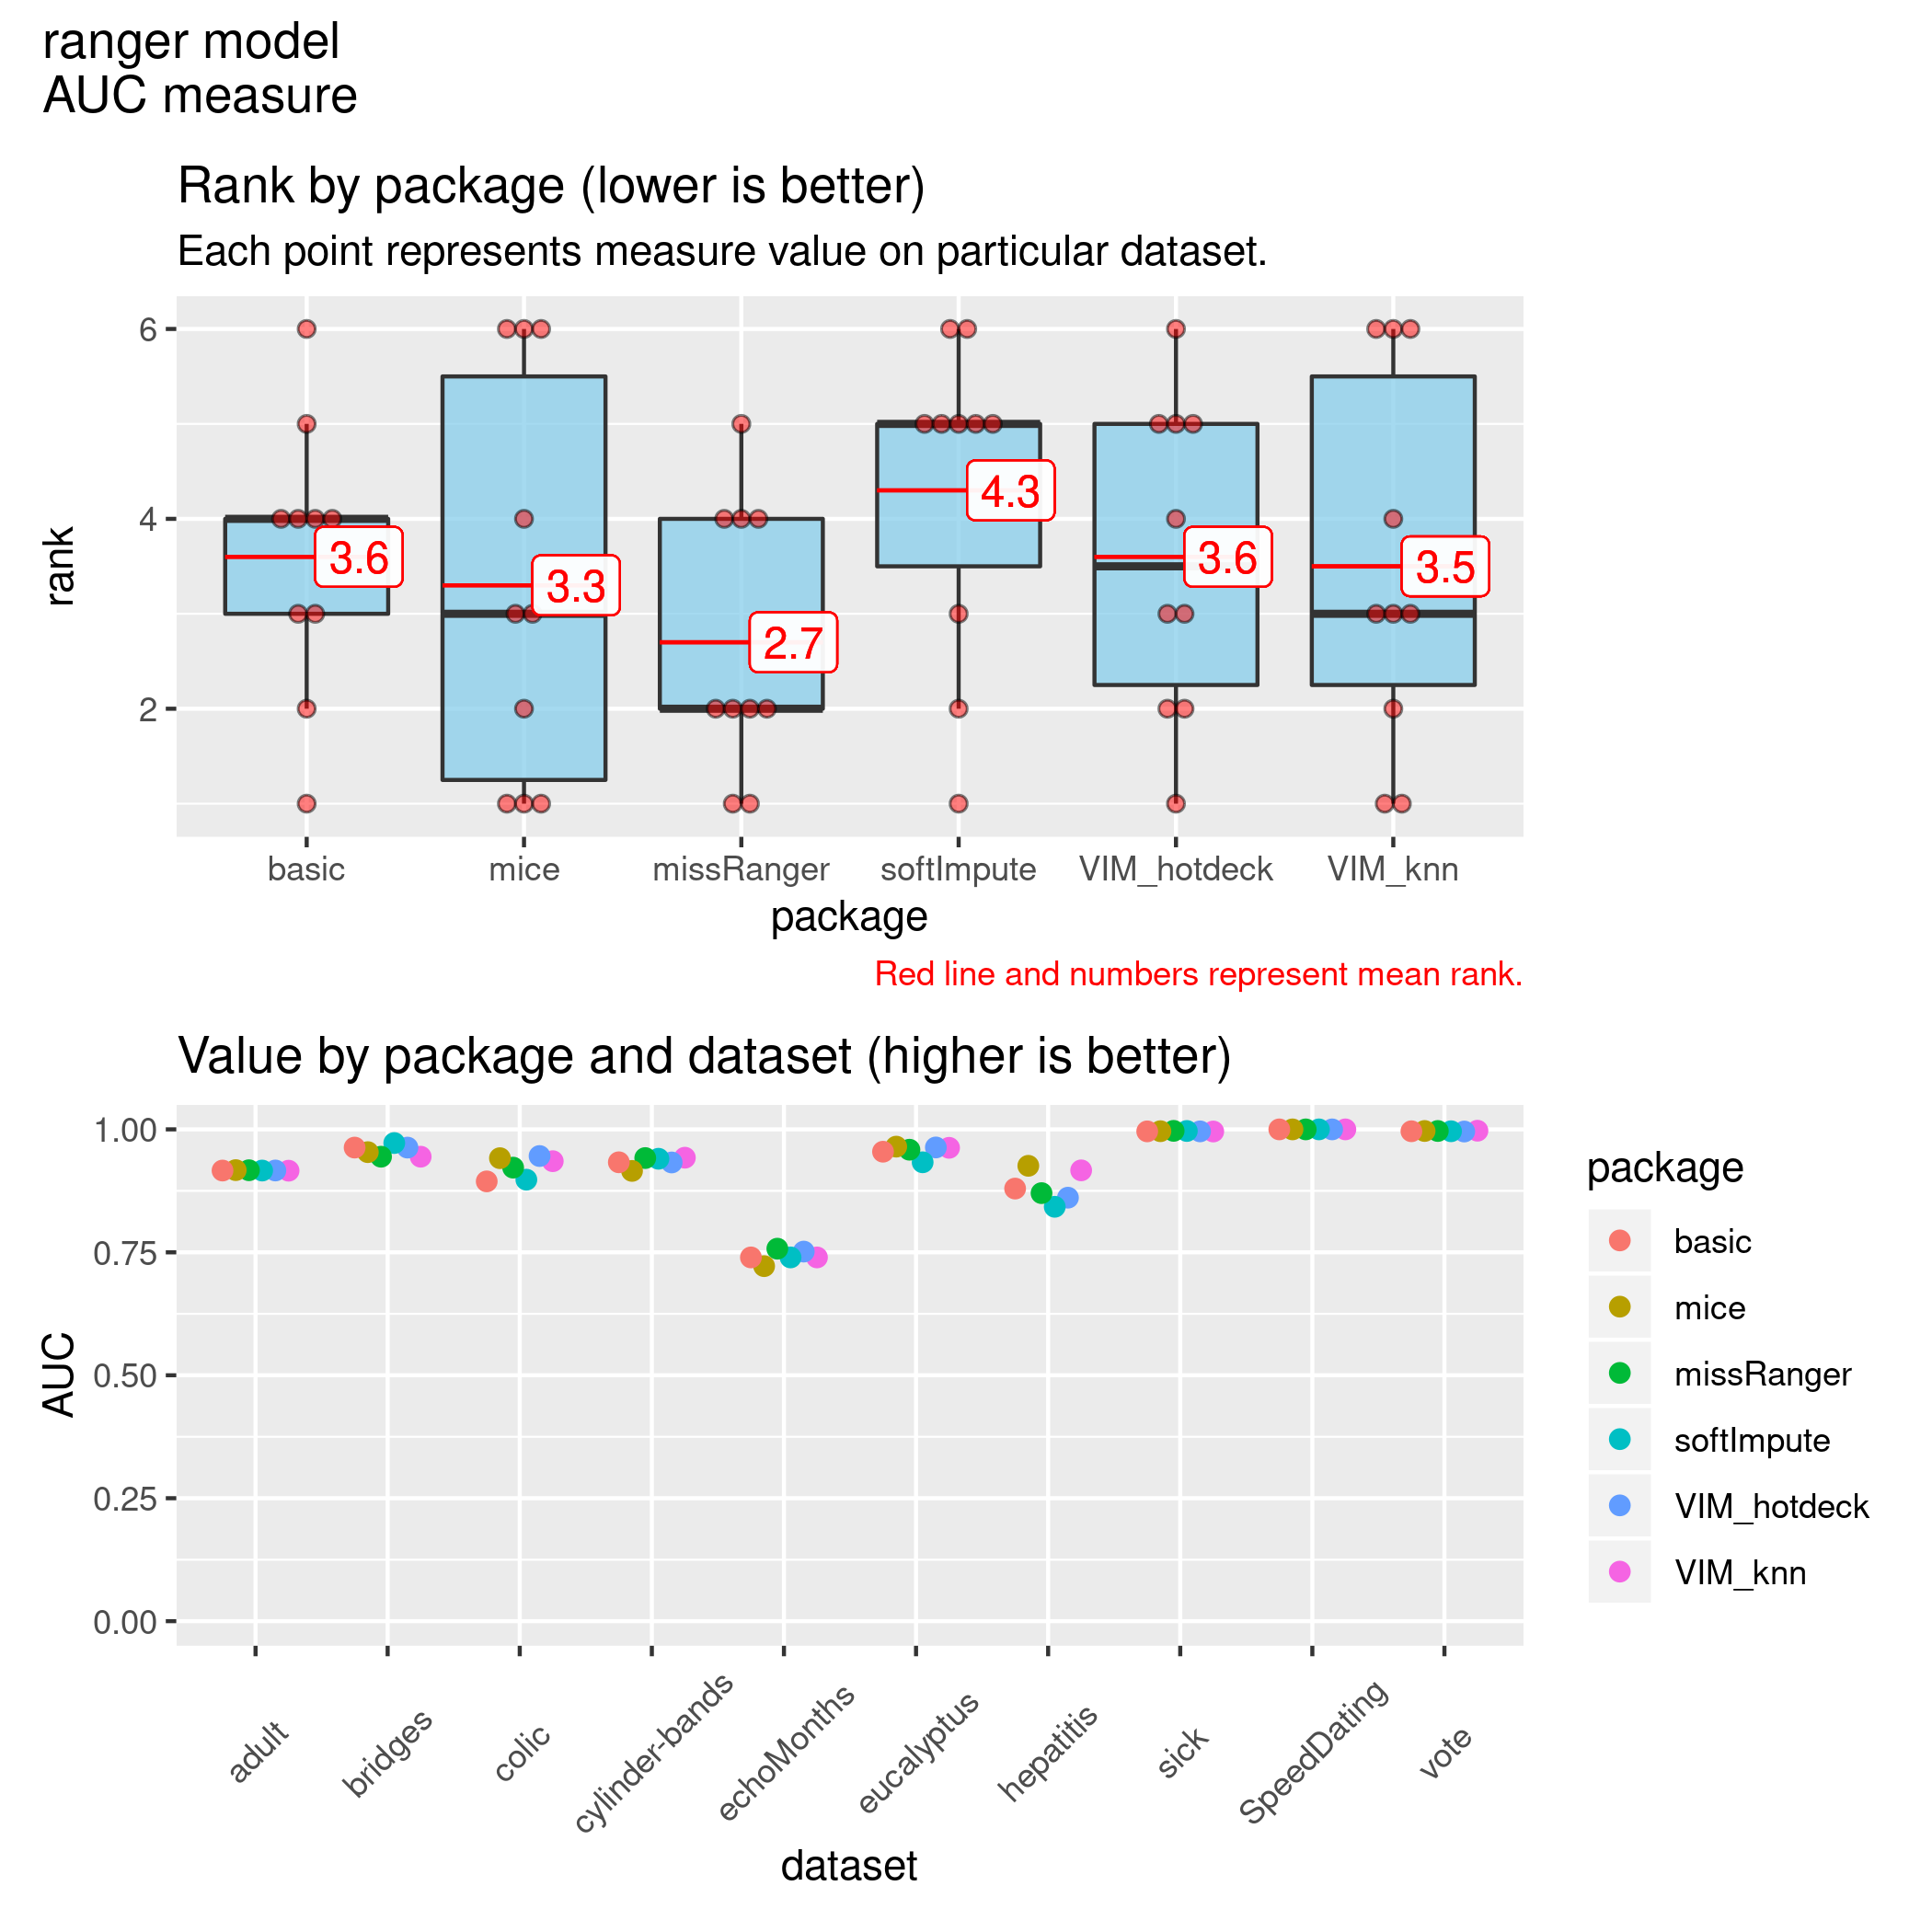 ranger model
AUC measure
Rank by package (lower is better)
Each point represents measure value on particular dataset.
rank
6
4
2
3.6
3.3
2.7
4.3
3.6
3.5
basic
mice
missRanger
softImpute
VIM_hotdeck
VIM_knn
package
Red line and numbers represent mean rank.
Value by package and dataset (higher is better)
AUC
1.00
0.75
0.50
0.25
0.00
adult
bridges
colic
cylinder-bands
echoMonths
eucalyptus
hepatitis
sick
SpeedDating
vote
dataset
package
basic
mice
missRanger
softImpute
VIM_hotdeck
VIM_knn